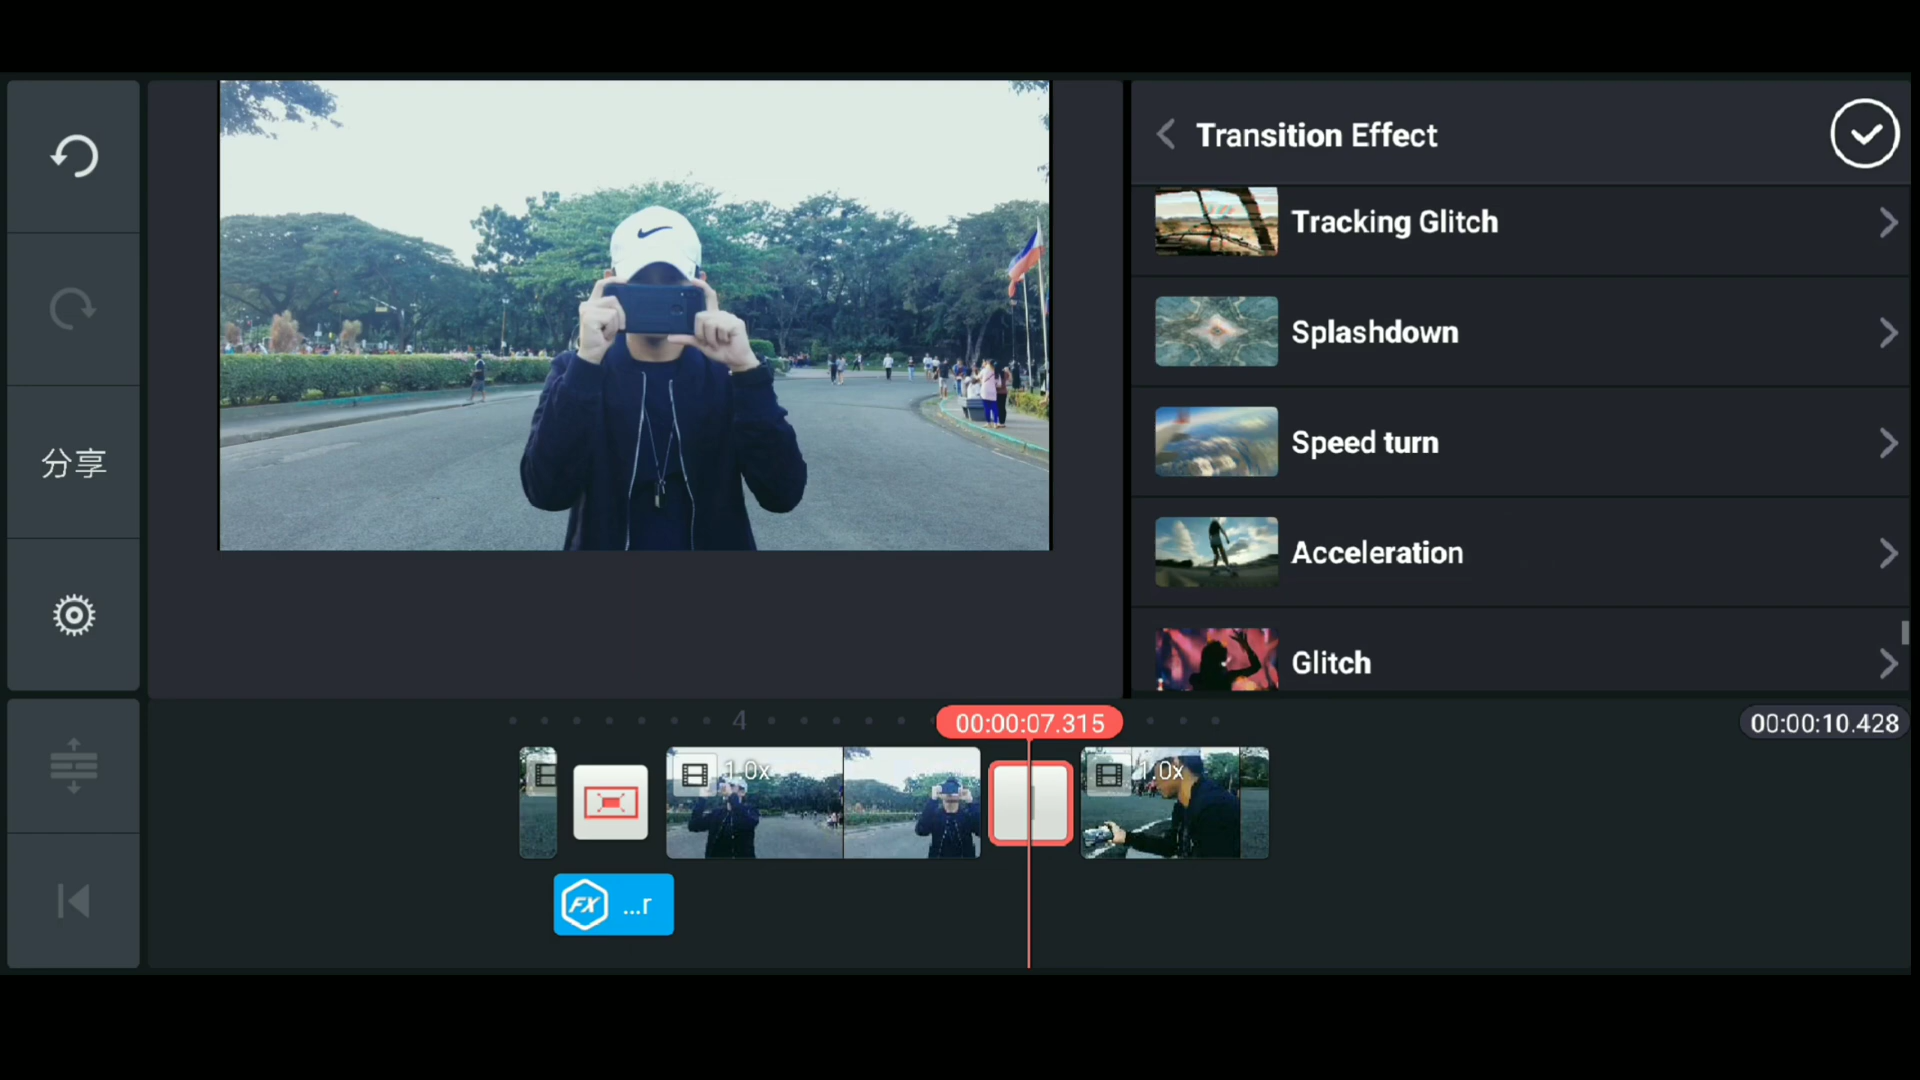 Transition Effect
Tracking Glitch
Splashdown
分享
Speed turn
Acceleration
Glitch
4
00:00:07.315
00:00:10.428
1.0x
1.0x
FX ...r